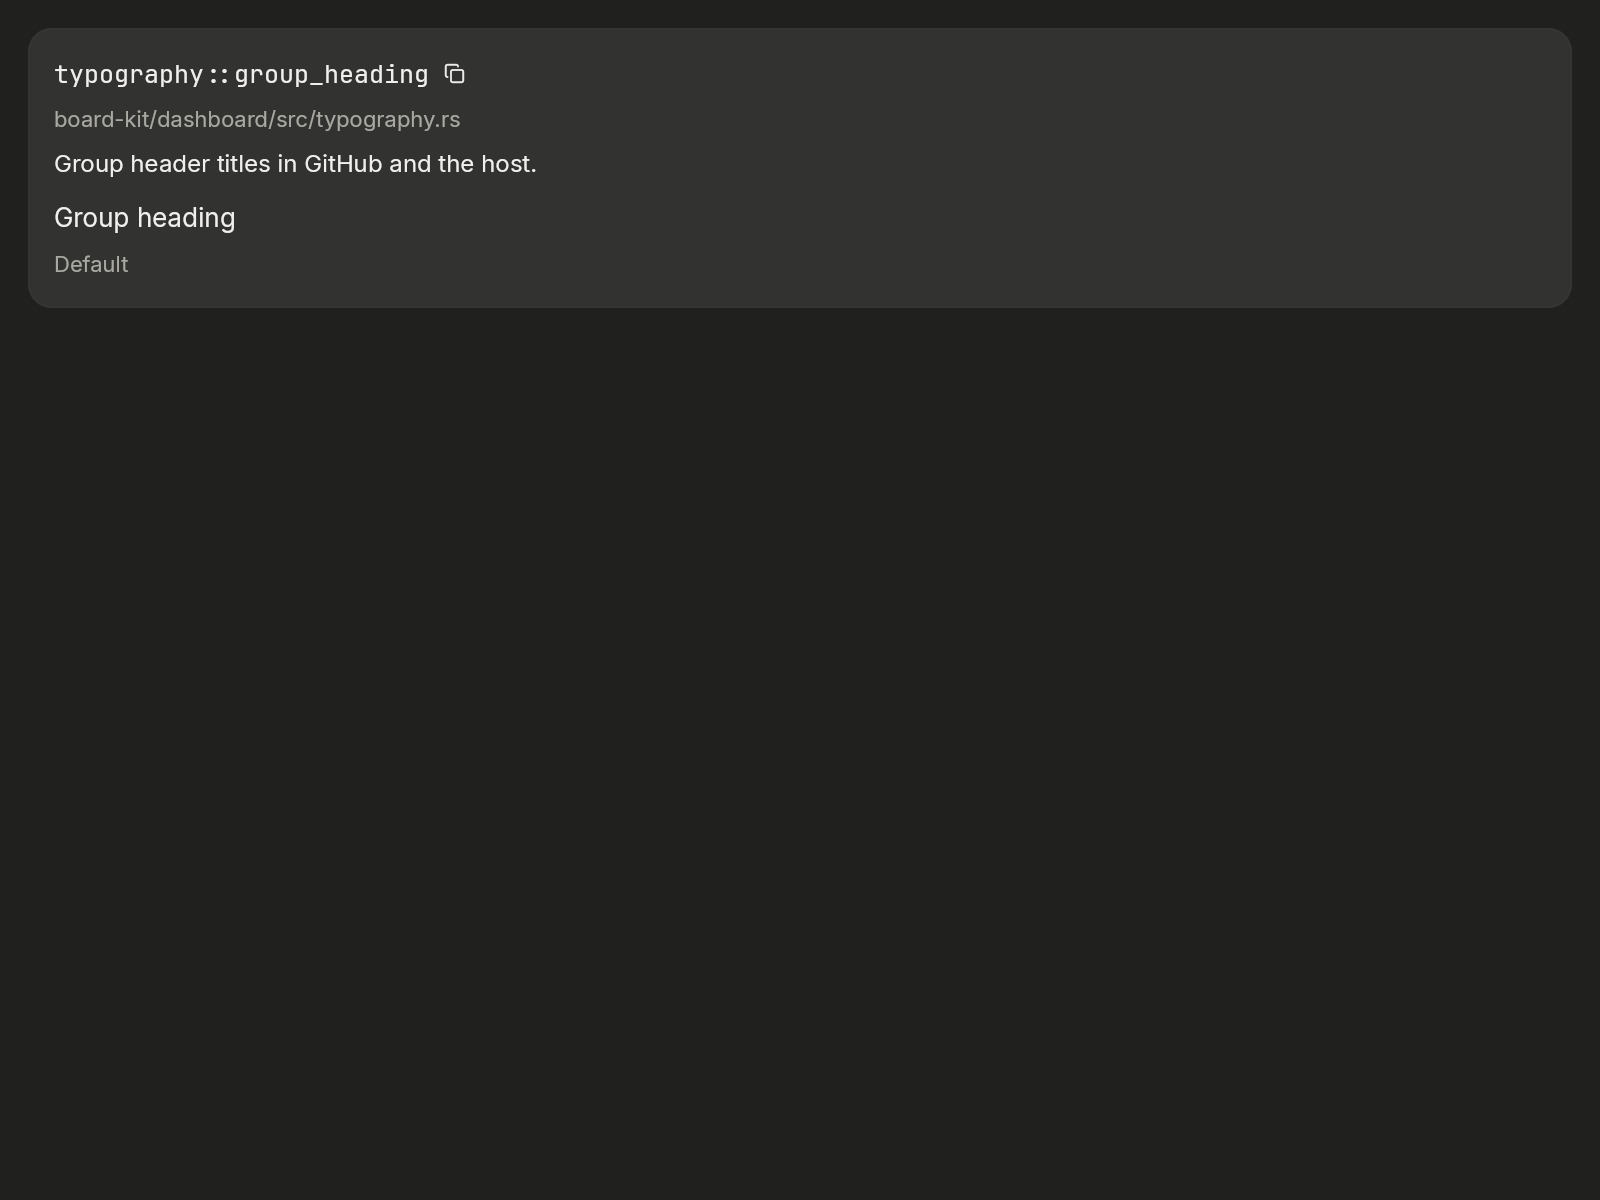 typography::group_heading
board-kit/dashboard/src/typography.rs
Group header titles in GitHub and the host.
Group heading
Default